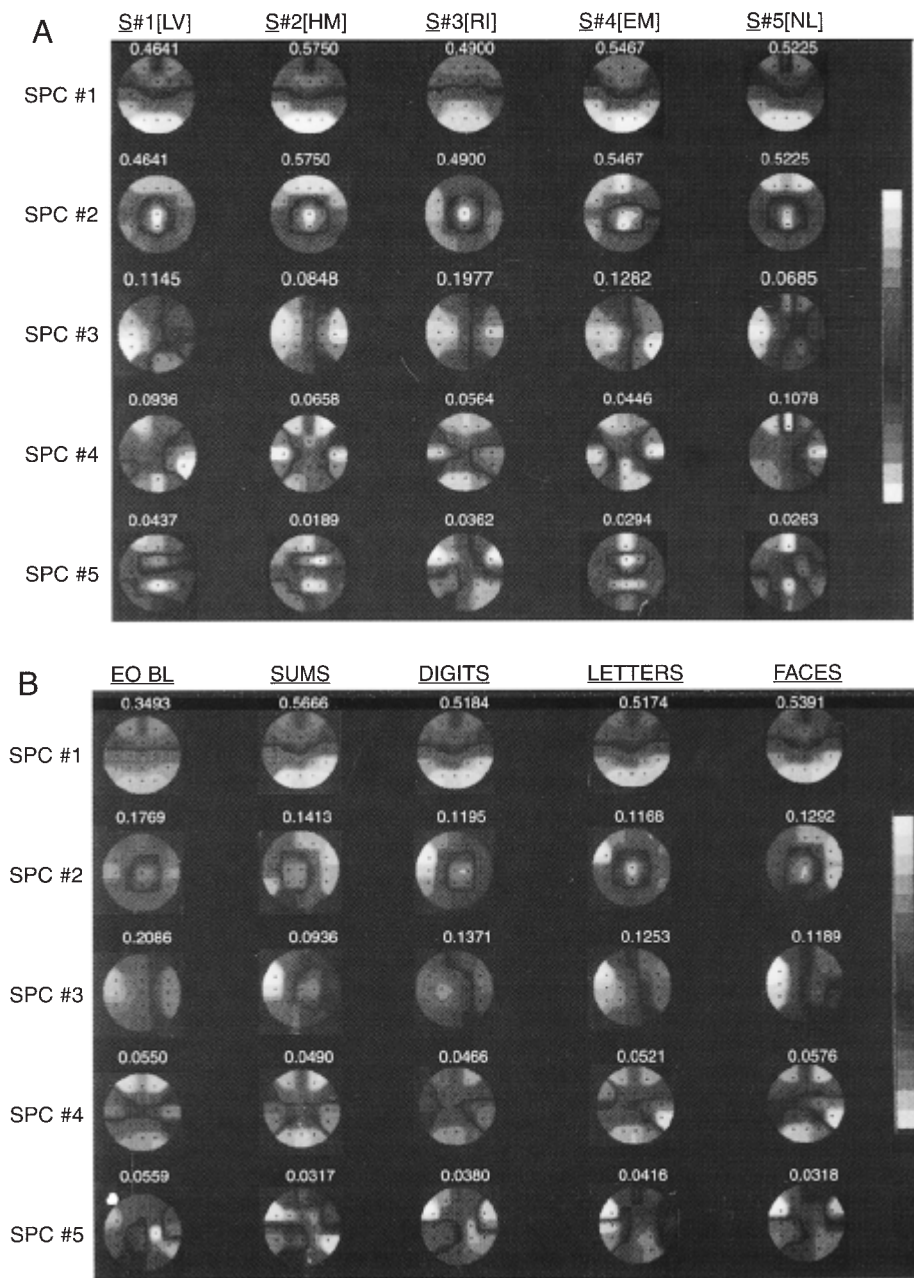 A
S#1[LV] S#2[HM] S#3[RI] S#4[EM] S#5[NL]
0.4641 0.5750 0.4900 0.5467 0.5225
SPC #1
0.4641 0.5750 0.4900 0.5467 0.5225
SPC #2
0.1145 0.0848 0.1977 0.1282 0.0685
SPC #3
0.0936 0.0658 0.0564 0.0446 0.1078
SPC #4
0.0437 0.0189 0.0362 0.0294 0.0263
SPC #5
B
EO BL SUMS DIGITS LETTERS FACES
0.3493 0.5666 0.5184 0.5174 0.5391
SPC #1
0.1769 0.1413 0.1195 0.1168 0.1292
SPC #2
0.2086 0.0936 0.1371 0.1253 0.1189
SPC #3
0.0550 0.0490 0.0466 0.0521 0.0576
SPC #4
0.0559 0.0317 0.0380 0.0416 0.0318
SPC #5